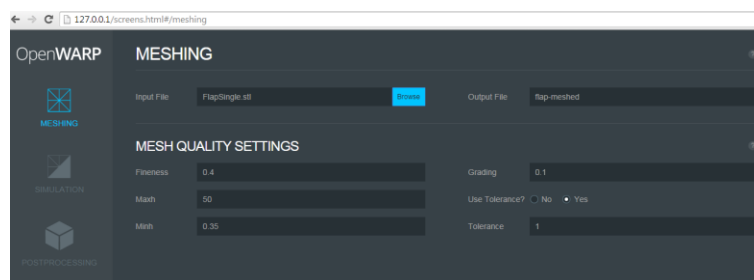 127.0.0.1/screens.html#/meshing
OpenWARP
MESHING
Input File
FlapSingle.stl
Browse
Output File
flap-meshed
MESHING
MESH QUALITY SETTINGS
Fineness
0.4
Grading
0.1
SIMULATION
Maxh
50
Use Tolerance?
No
Yes
Minh
0.35
Tolerance
1
POSTPROCESSING